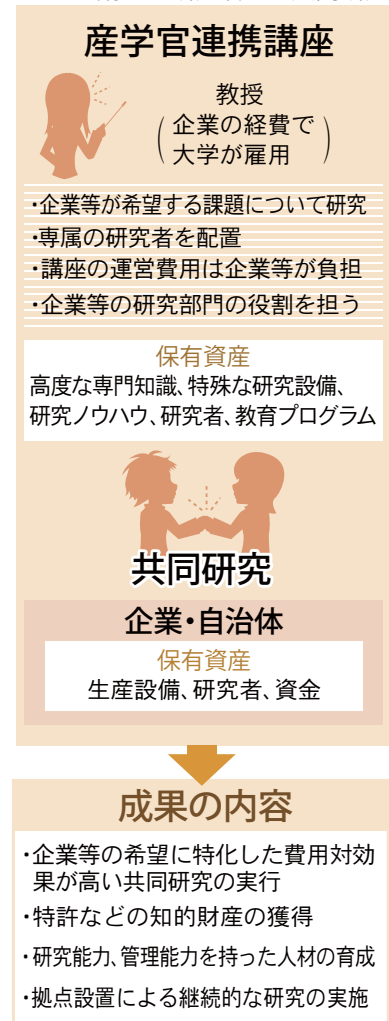 産学官連携講座
教授
(企業の経費で
大学が雇用)
・企業等が希望する課題について研究
・専属の研究者を配置
・講座の運営費用は企業等が負担
・企業等の研究部門の役割を担う
保有資産
高度な専門知識、特殊な研究設備、
研究ノウハウ、研究者、教育プログラム
共同研究
企業・自治体
保有資産
生産設備、研究者、資金
成果の内容
・企業等の希望に特化した費用対効
果が高い共同研究の実行
・特許などの知的財産の獲得
・研究能力、管理能力を持った人材の育成
・拠点設置による継続的な研究の実施